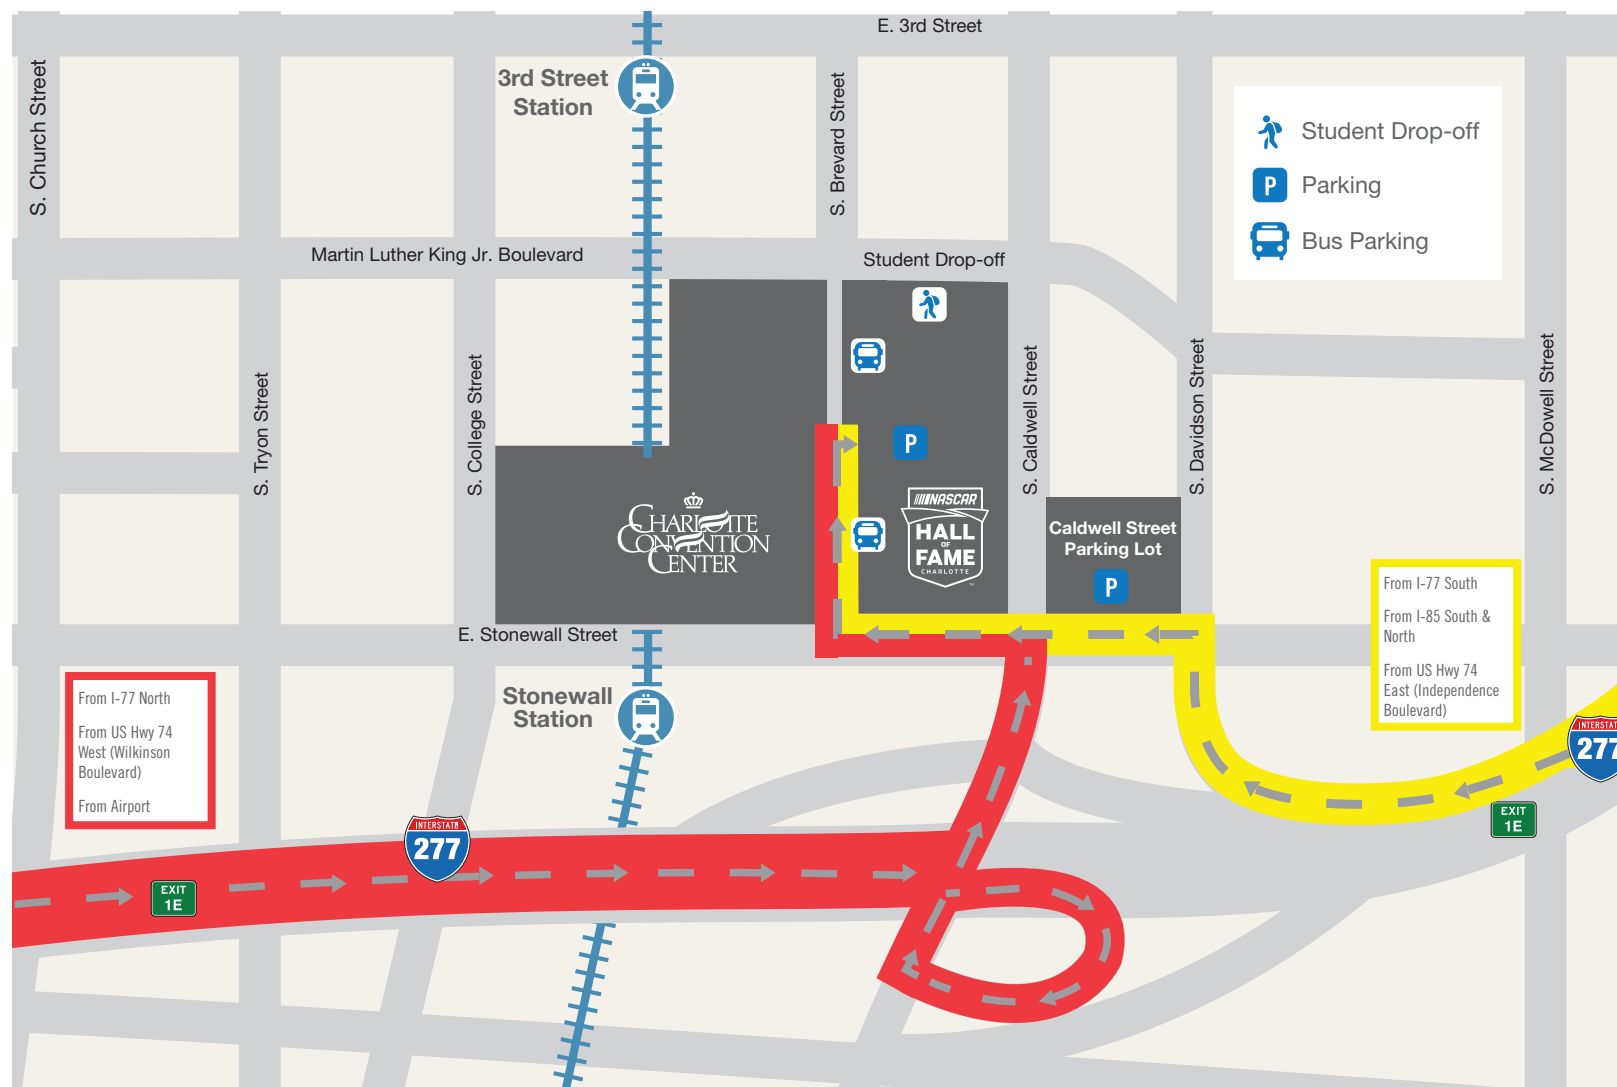 E. 3rd Street
S. Church Street
3rd Street
Station
S. Brevard Street
Student Drop-off
P
Parking
Bus Parking
Martin Luther King Jr. Boulevard
Student Drop-off
S. Tryon Street
S. College Street
S. Caldwell Street
S. Davidson Street
S. McDowell Street
P
CHARLOTTE
CONVENTION
CENTER
NASCAR
HALL
OF
FAME
CHARLOTTE
™
Caldwell Street
Parking Lot
P
From I-77 South
From I-85 South &
North
From US Hwy 74
East (Independence
Boulevard)
E. Stonewall Street
Stonewall
Station
From I-77 North
From US Hwy 74
West (Wilkinson
Boulevard)
From Airport
INTERSTATE
277
INTERSTAT
277
EXIT
1E
EXIT
1E